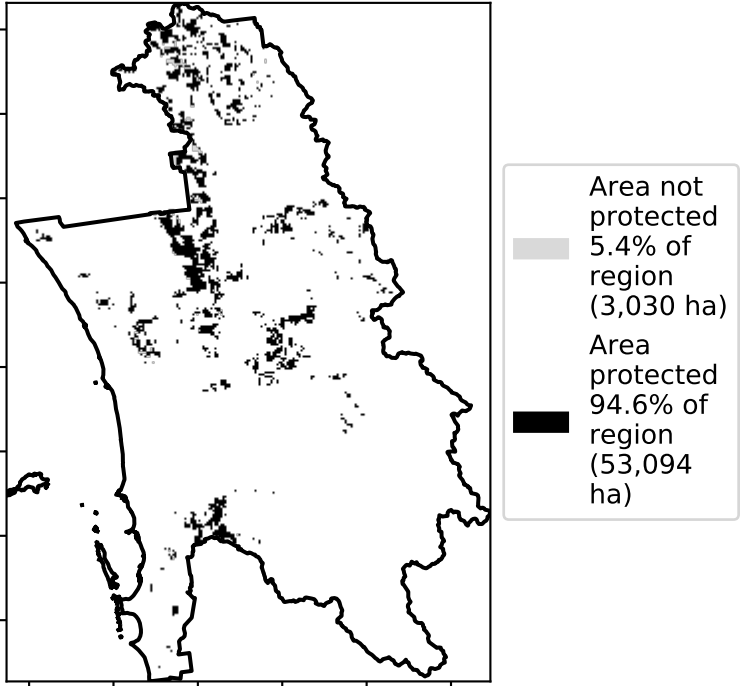 Area not
protected
5.4% of
region
(3,030 ha)
Area
protected
94.6% of
region
(53,094
ha)